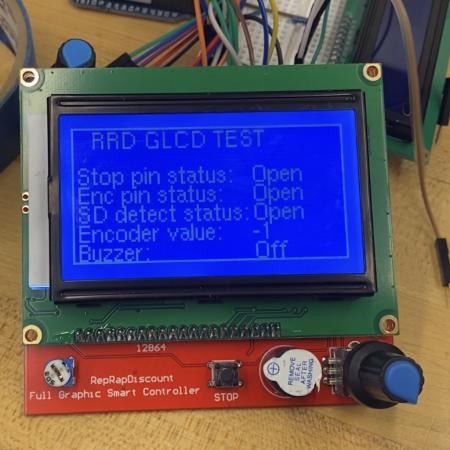 RRD GLCD TEST
Stop pin status: Open
Enc pin status: Open
SD detect status: Open
Encoder value: -1
Buzzer: Off
12864
RepRapDiscount
Full Graphic Smart Controller
STOP
REMOVE
SEAL
AFTER
WASHING